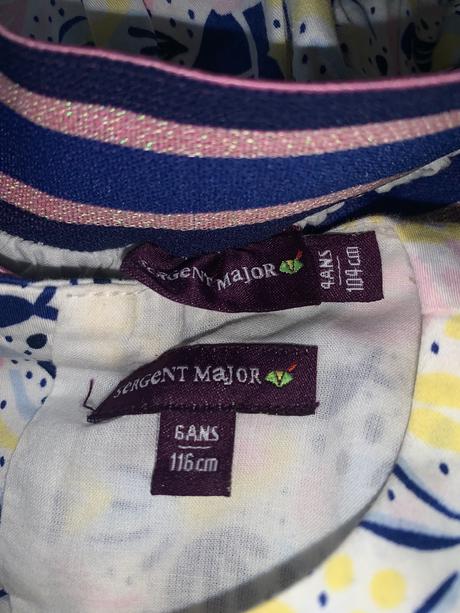 SeRGeNT MajoR
4ANS
104cm
SeRGeNT MajoR
6ANS
116cm